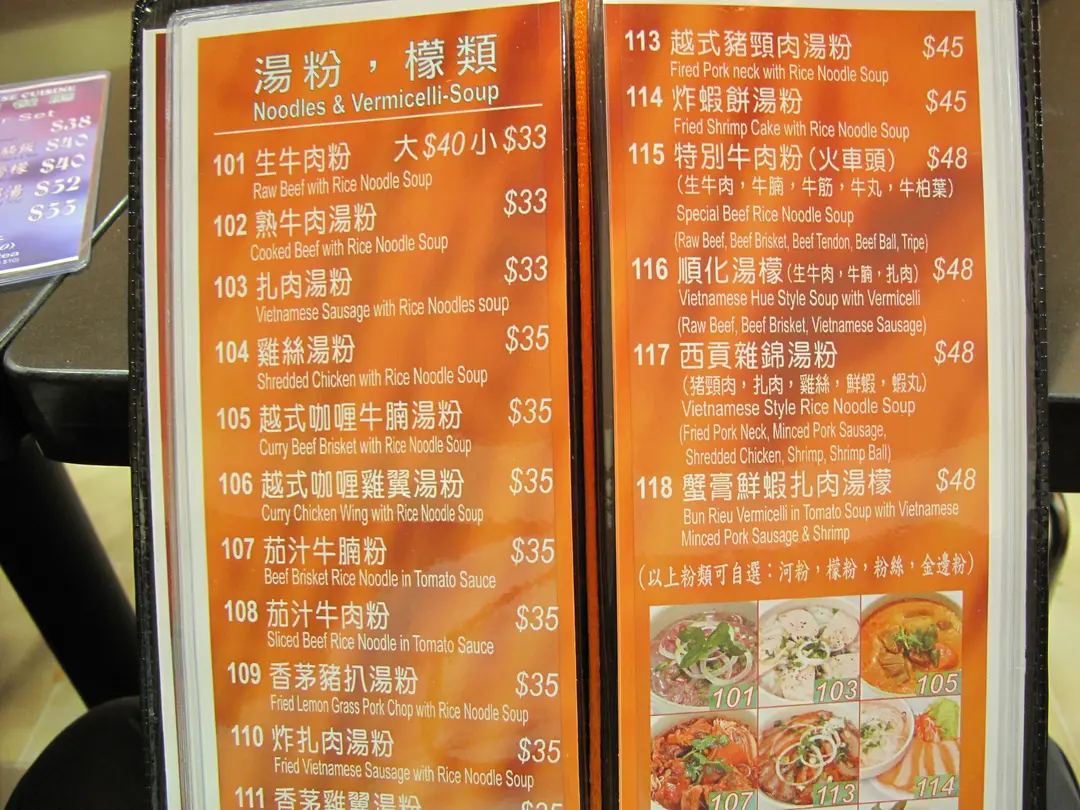 SE CUISINE
Set
$38
$40
$40
$52
$55
湯粉，檬類
Noodles & Vermicelli-Soup
101 生牛肉粉 大$40小$33
Raw Beef with Rice Noodle Soup
102 熟牛肉湯粉 $33
Cooked Beef with Rice Noodle Soup
103 扎肉湯粉 $33
Vietnamese Sausage with Rice Noodles soup
104 雞絲湯粉 $35
Shredded Chicken with Rice Noodle Soup
105 越式咖喱牛腩湯粉 $35
Curry Beef Brisket with Rice Noodle Soup
106 越式咖喱雞翼湯粉 $35
Curry Chicken Wing with Rice Noodle Soup
107 茄汁牛腩粉 $35
Beef Brisket Rice Noodle in Tomato Sauce
108 茄汁牛肉粉 $35
Sliced Beef Rice Noodle in Tomato Sauce
109 香茅豬扒湯粉 $35
Fried Lemon Grass Pork Chop with Rice Noodle Soup
110 炸扎肉湯粉 $35
Fried Vietnamese Sausage with Rice Noodle Soup
111 香茅雞翼湯粉 $35
113 越式豬頸肉湯粉 $45
Fired Pork neck with Rice Noodle Soup
114 炸蝦餅湯粉 $45
Fried Shrimp Cake with Rice Noodle Soup
115 特別牛肉粉(火車頭) $48
(生牛肉，牛腩，牛筋，牛丸，牛柏葉)
Special Beef Rice Noodle Soup
(Raw Beef, Beef Brisket, Beef Tendon, Beef Ball, Tripe)
116 順化湯檬(生牛肉，牛腩，扎肉) $48
Vietnamese Hue Style Soup with Vermicelli
(Raw Beef, Beef Brisket, Vietnamese Sausage)
117 西貢雜錦湯粉 $48
(猪頸肉，扎肉，雞絲，鮮蝦，蝦丸)
Vietnamese Style Rice Noodle Soup
(Fried Pork Neck, Minced Pork Sausage,
Shredded Chicken, Shrimp, Shrimp Ball)
118 蟹膏鮮蝦扎肉湯檬 $48
Bun Rieu Vermicelli in Tomato Soup with Vietnamese
Minced Pork Sausage & Shrimp
(以上粉類可自選：河粉，檬粉，粉絲，金邊粉)
101 103 105
107 113 114